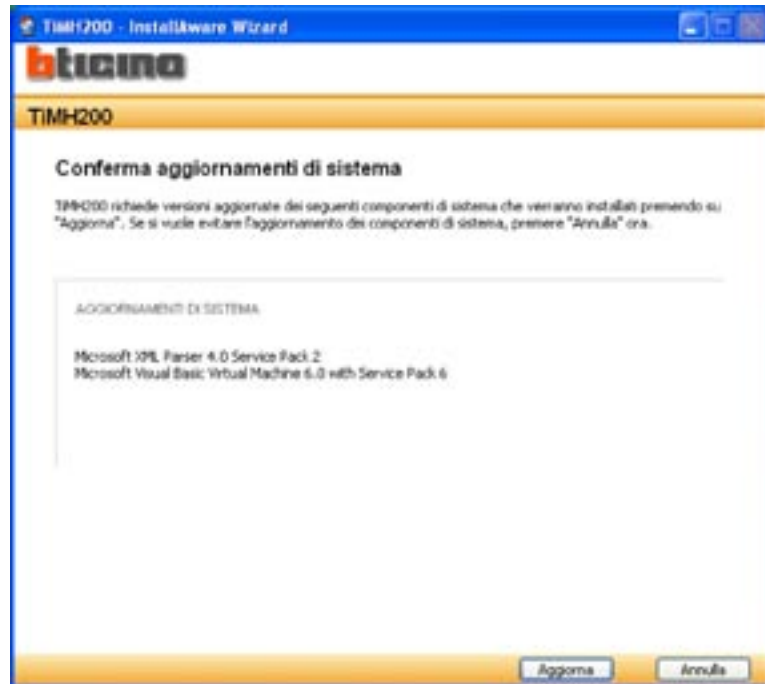 TiMH200 - InstallAware Wizard
bticino
TiMH200
Conferma aggiornamenti di sistema
TiMH200 richiede versioni aggiornate dei seguenti componenti di sistema che verranno installati premendo su
"Aggiorna". Se si vuole evitare l'aggiornamento dei componenti di sistema, premere "Annulla" ora.
AGGIORNAMENTI DI SISTEMA
Microsoft XML Parser 4.0 Service Pack 2
Microsoft Visual Basic Virtual Machine 6.0 with Service Pack 6
Aggiorna
Annulla